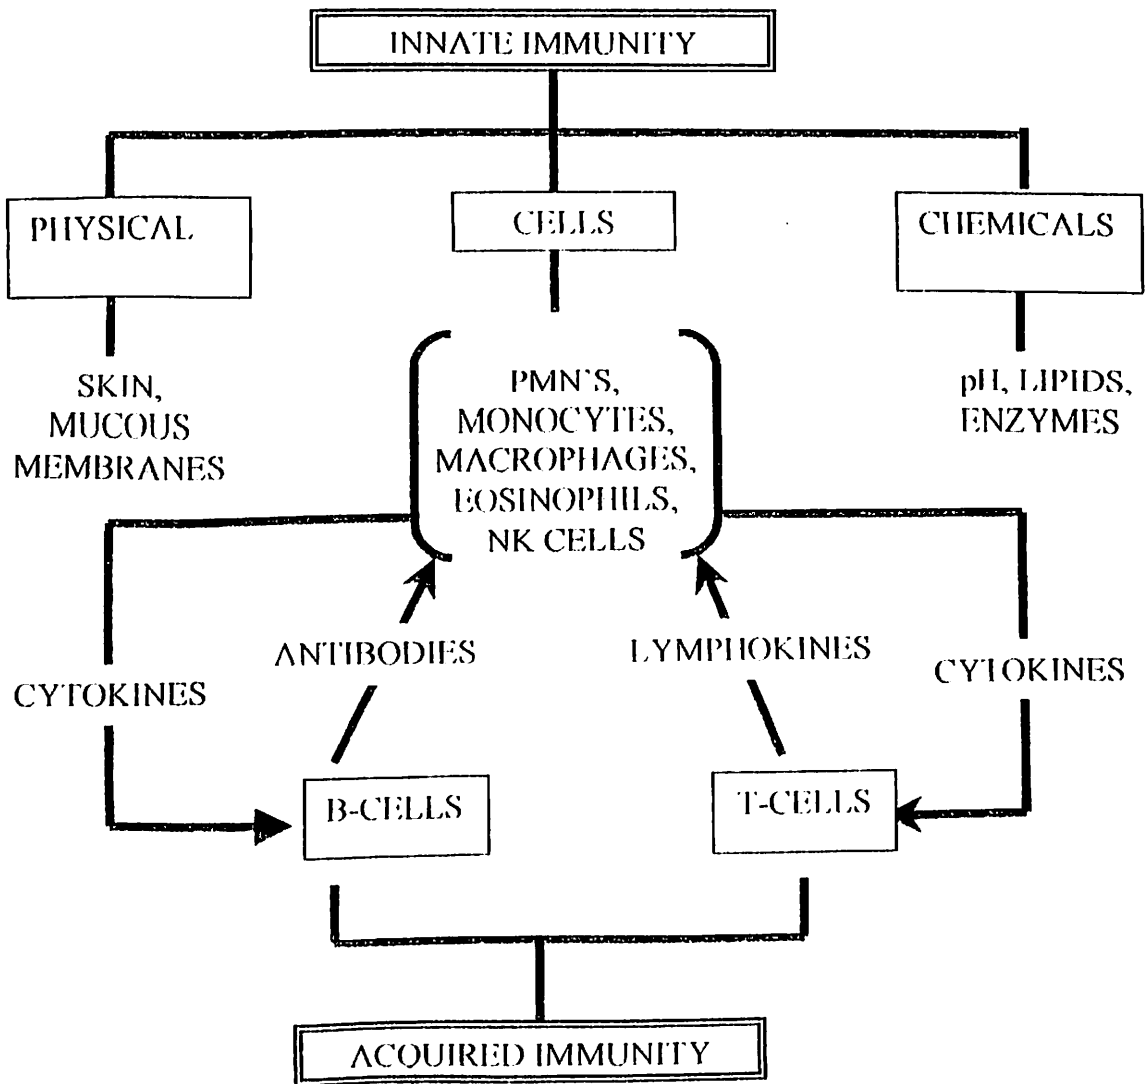 INNATE IMMUNITY
PHYSICAL
CELLS
CHEMICALS
SKIN,
MUCOUS
MEMBRANES
PMN'S,
MONOCYTES,
MACROPHAGES,
EOSINOPHILS,
NK CELLS
pH, LIPIDS,
ENZYMES
CYTOKINES
ANTIBODIES
LYMPHOKINES
CYTOKINES
B-CELLS
T-CELLS
ACQUIRED IMMUNITY